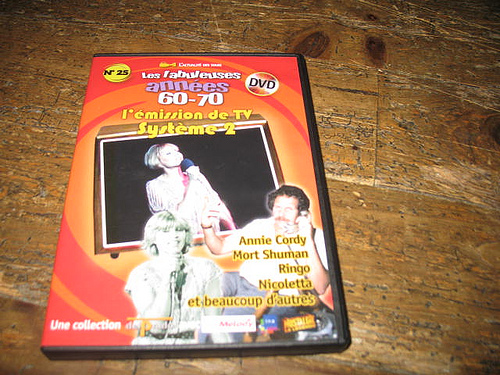 N° 25
Les fabuleuses
années
60-70
DVD
l'émission de TV
Système 2
Annie Cordy
Mort Shuman
Ringo
Nicoletta
et beaucoup d'autres
Une collection
Melody